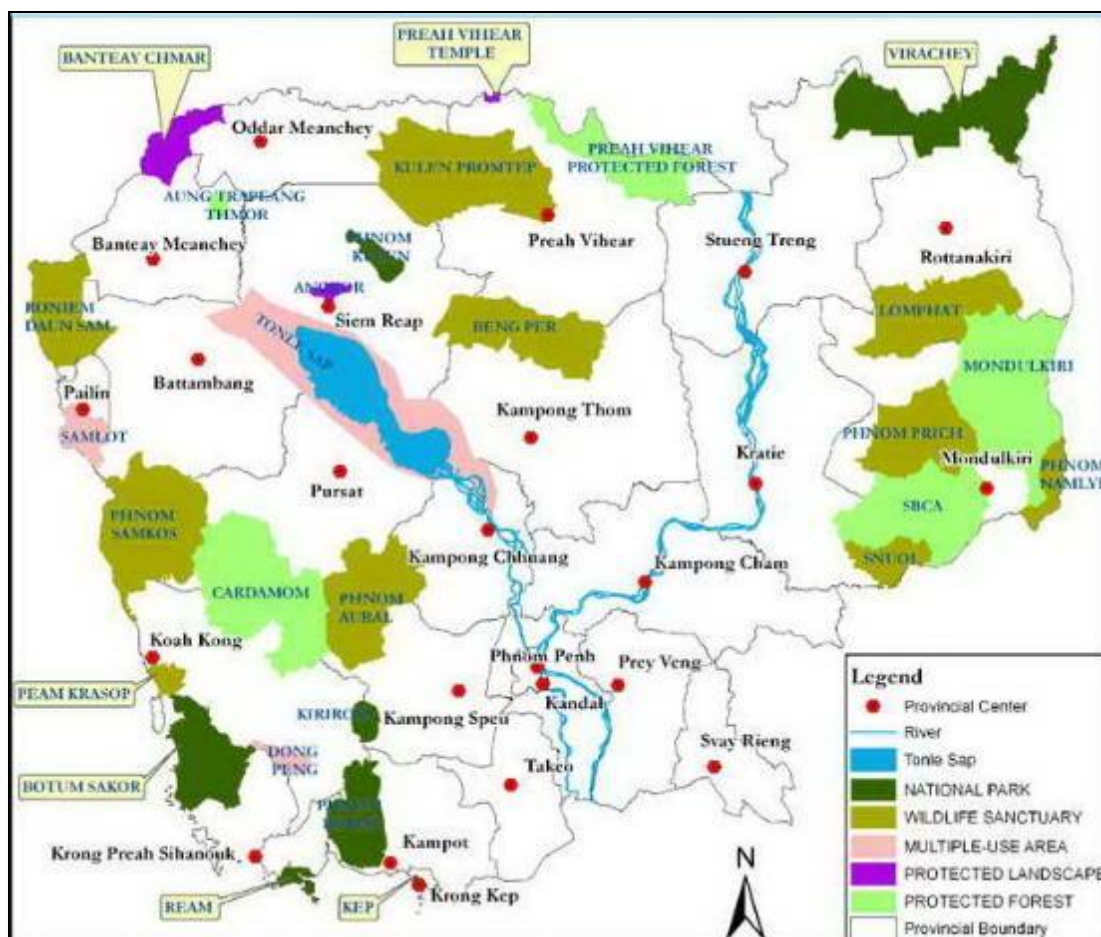 PREAH VIHEAR
TEMPLE
BANTEAY CHMAR
VIRACHEY
Oddar Meanchey
PREAH VIHEAR
PROTECTED FOREST
KULEN PROMTEP
AUNG TRAPEANG
THMOR
Banteay Meanchey
Preah Vihear
Stueng Treng
Rottanakiri
PHNOM
KULEN
RONIEM
DAUN SAM
ANGKOR
Siem Reap
TONLE SAP
BENG PER
LOMPHAT
MONDULKIRI
Battambang
Pailin
SAMLOT
Kampong Thom
PHNOM PRICH
Mondulkiri
PHNOM
NAMLYR
Kratie
Pursat
PHNOM
SAMKOS
SBCA
SNUOL
Kampong Chhnang
Kampong Cham
CARDAMOM
PHNOM
AURAL
Koah Kong
PEAM KRASOP
Phnom Penh
Prey Veng
Kandal
KIRIROM
Kampong Speu
Svay Rieng
DONG
PENG
BOTUM SAKOR
Takeo
PHNOM
Krong Preah Sihanouk
Kampot
REAM
KEP
Krong Kep
N
Legend
Provincial Center
River
Tonle Sap
NATIONAL PARK
WILDLIFE SANCTUARY
MULTIPLE-USE AREA
PROTECTED LANDSCAPE
PROTECTED FOREST
Provincial Boundary